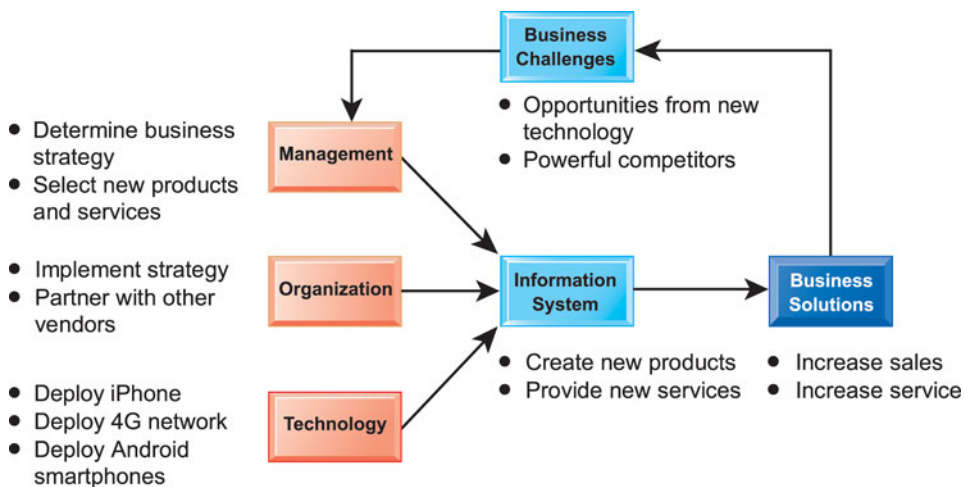 Business
Challenges
● Opportunities from new
technology
● Powerful competitors
● Determine business
strategy
● Select new products
and services
Management
● Implement strategy
● Partner with other
vendors
Organization
● Deploy iPhone
● Deploy 4G network
● Deploy Android
smartphones
Technology
Information
System
● Create new products
● Provide new services
Business
Solutions
● Increase sales
● Increase service